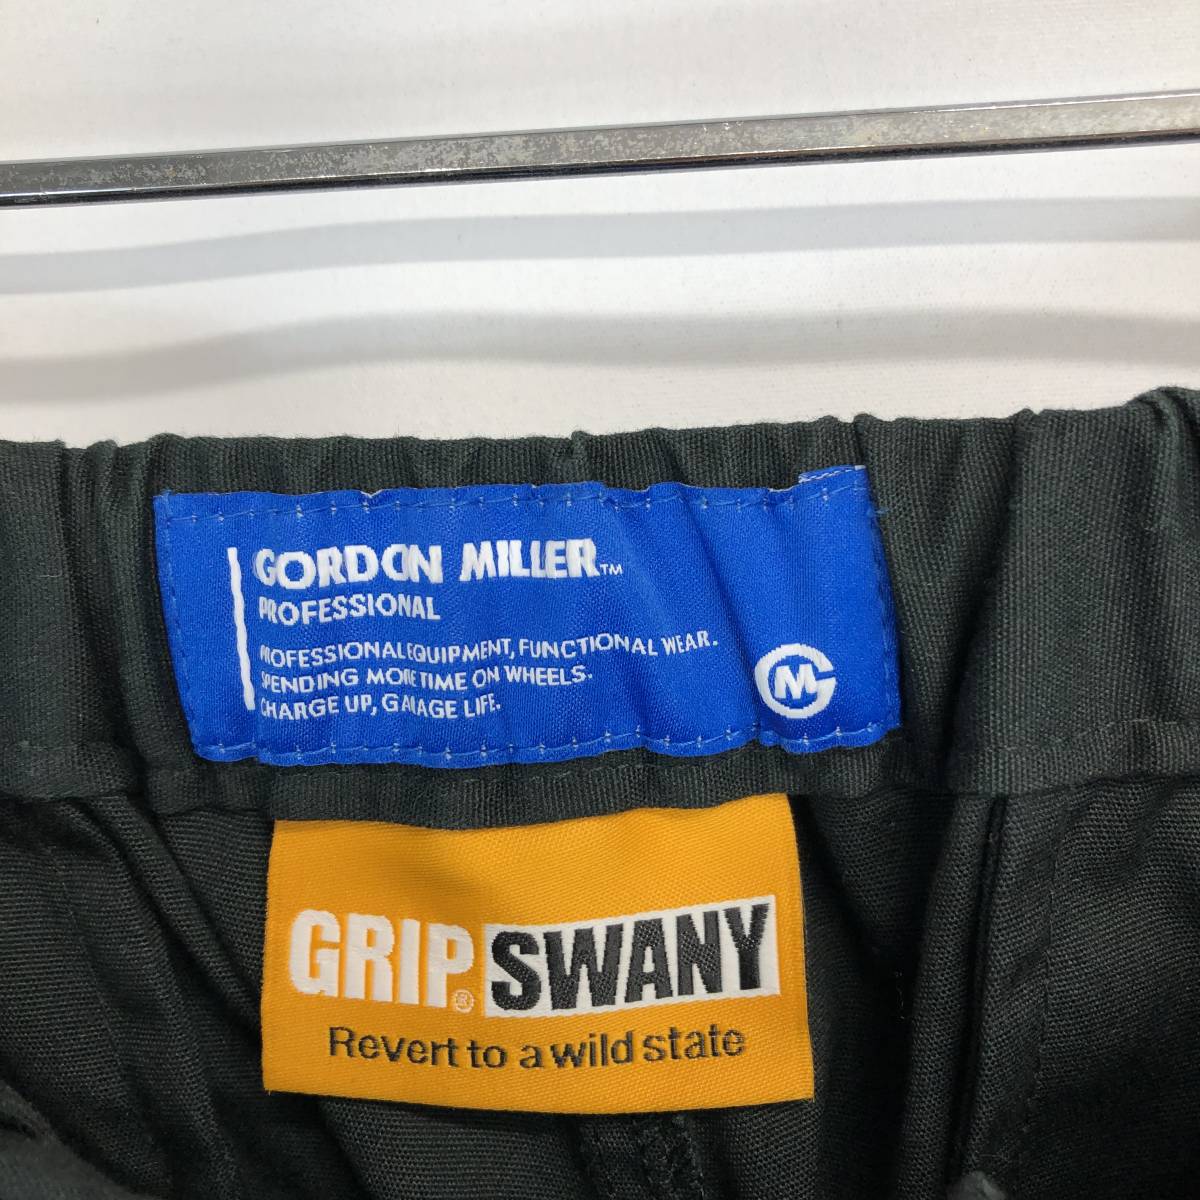 GORDON MILLER™
PROFESSIONAL
PROFESSIONAL EQUIPMENT, FUNCTIONAL WEAR.
SPENDING MORE TIME ON WHEELS.
CHARGE UP, GARAGE LIFE.
GM
GRIP® SWANY
Revert to a wild state